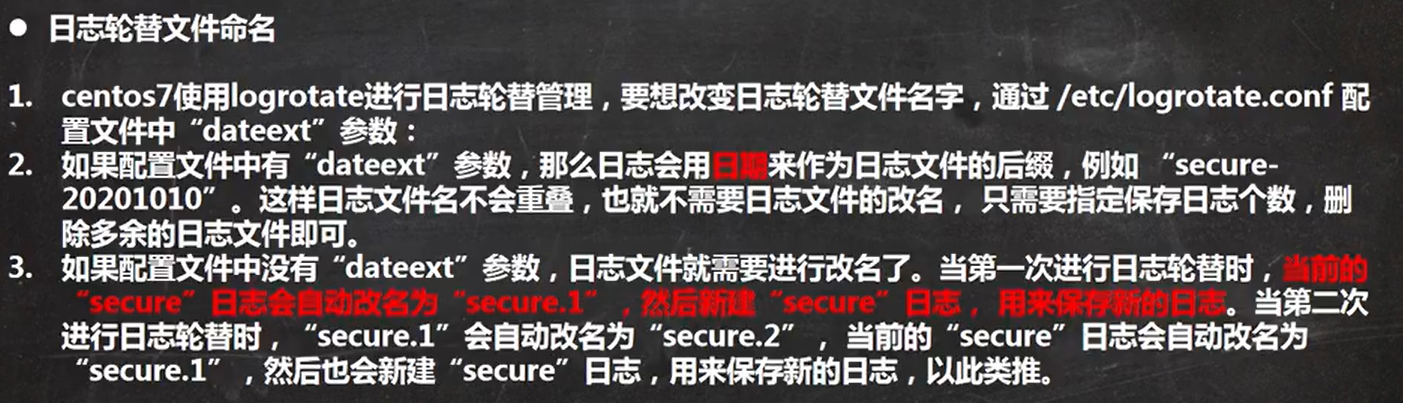 ● 日志轮替文件命名
1. centos7使用logrotate进行日志轮替管理，要想改变日志轮替文件名字，通过 /etc/logrotate.conf 配
置文件中“dateext”参数：
2. 如果配置文件中有“dateext”参数，那么日志会用日期来作为日志文件的后缀，例如 “secure-
20201010”。这样日志文件名不会重叠，也就不需要日志文件的改名， 只需要指定保存日志个数，删
除多余的日志文件即可。
3. 如果配置文件中没有“dateext”参数，日志文件就需要进行改名了。当第一次进行日志轮替时，当前的
“secure”日志会自动改名为“secure.1”，然后新建“secure”日志， 用来保存新的日志。当第二次
进行日志轮替时，“secure.1”会自动改名为“secure.2”， 当前的“secure”日志会自动改名为
“secure.1”，然后也会新建“secure”日志，用来保存新的日志，以此类推。